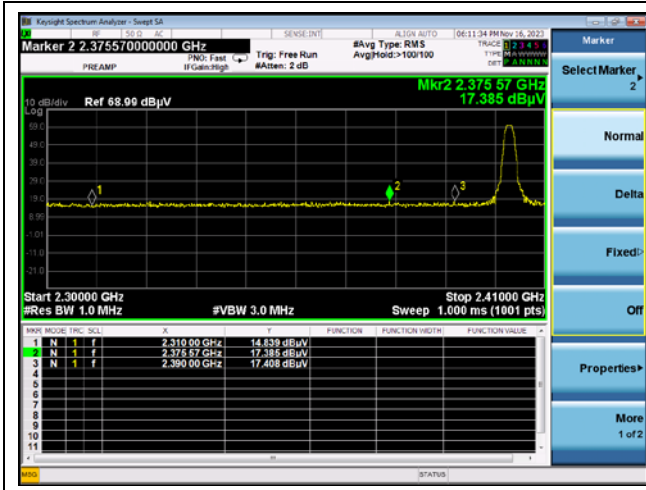 Keysight Spectrum Analyzer - Swept SA
RF 50 Ω AC SENSE:INT ALIGN AUTO 06:11:34 PM Nov 16, 2023
Marker 2 2.375570000000 GHz
PNO: Fast
IFGain:High
PREAMP
Trig: Free Run
#Atten: 2 dB
#Avg Type: RMS
Avg|Hold:>100/100
TRACE 1 2 3 4 5 6
TYPE M A WWWW
DET P A N N N N
Mkr2 2.375 57 GHz
17.385 dBµV
10 dB/div Ref 68.99 dBµV
Log
59.0
49.0
39.0
29.0
19.0
8.99
-1.01
-11.0
-21.0
1
2
3
Start 2.30000 GHz Stop 2.41000 GHz
#Res BW 1.0 MHz #VBW 3.0 MHz Sweep 1.000 ms (1001 pts)
MKR MODE TRC SCL X Y FUNCTION FUNCTION WIDTH FUNCTION VALUE
1 N 1 f 2.310 00 GHz 14.839 dBµV
2 N 1 f 2.375 57 GHz 17.385 dBµV
3 N 1 f 2.390 00 GHz 17.408 dBµV
4
5
6
7
8
9
10
11
MSG STATUS
Marker
Select Marker
2
Normal
Delta
Fixed
Off
Properties
More
1 of 2